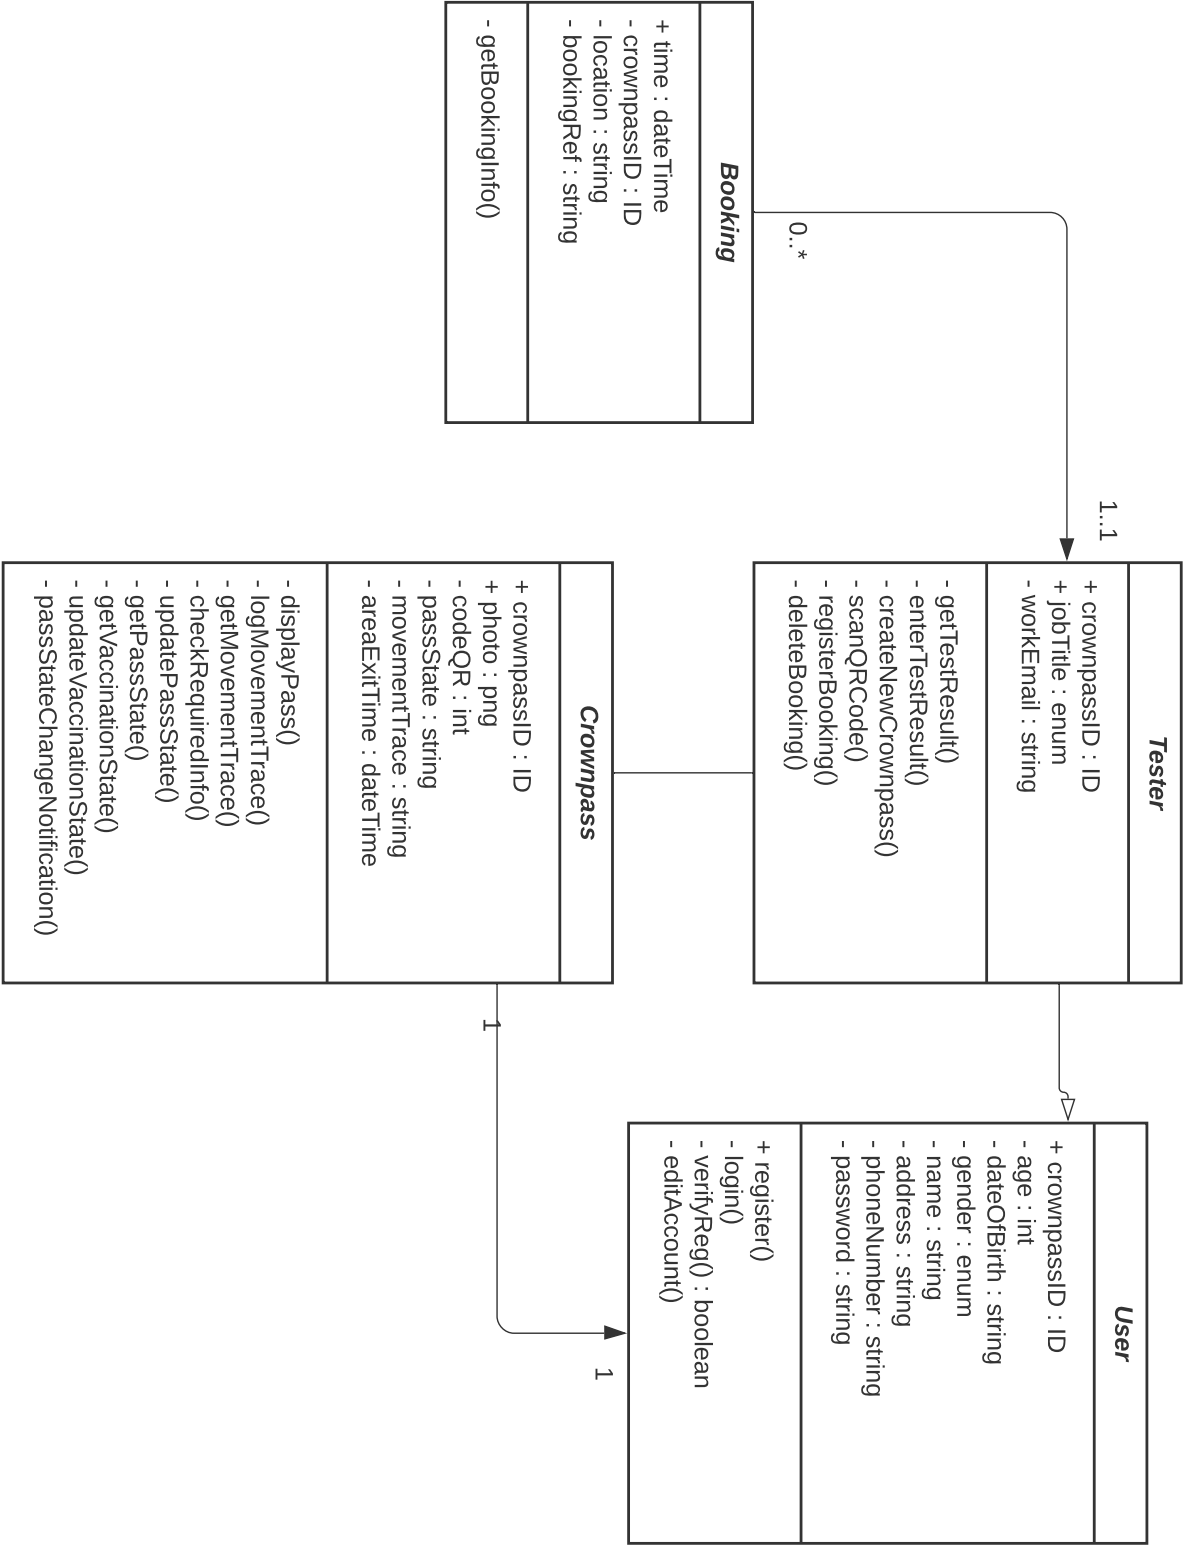 Booking
+ time : dateTime
- crownpassID : ID
- location : string
- bookingRef : string
- getBookingInfo()
0..*
1..1
Tester
+ crownpassID : ID
+ jobTitle : enum
- workEmail : string
- getTestResult()
- enterTestResult()
- createNewCrownpass()
- scanQRCode()
- registerBooking()
- deleteBooking()
User
+ crownpassID : ID
- age : int
- dateOfBirth : string
- gender : enum
- name : string
- address : string
- phoneNumber : string
- password : string
+ register()
- login()
- verifyReg() : boolean
- editAccount()
Crownpass
+ crownpassID : ID
+ photo : png
- codeQR : int
- passState : string
- movementTrace : string
- areaExitTime : dateTime
- displayPass()
- logMovementTrace()
- getMovementTrace()
- checkRequiredInfo()
- updatePassState()
- getPassState()
- getVaccinationState()
- updateVaccinationState()
- passStateChangeNotification()
1
1